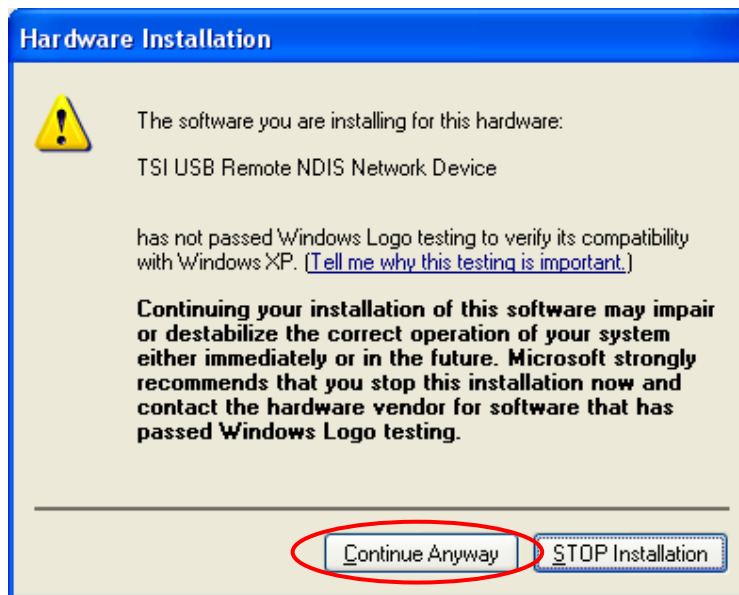 Hardware Installation
The software you are installing for this hardware:
TSI USB Remote NDIS Network Device
has not passed Windows Logo testing to verify its compatibility
with Windows XP. (Tell me why this testing is important.)
Continuing your installation of this software may impair
or destabilize the correct operation of your system
either immediately or in the future. Microsoft strongly
recommends that you stop this installation now and
contact the hardware vendor for software that has
passed Windows Logo testing.
Continue Anyway
STOP Installation